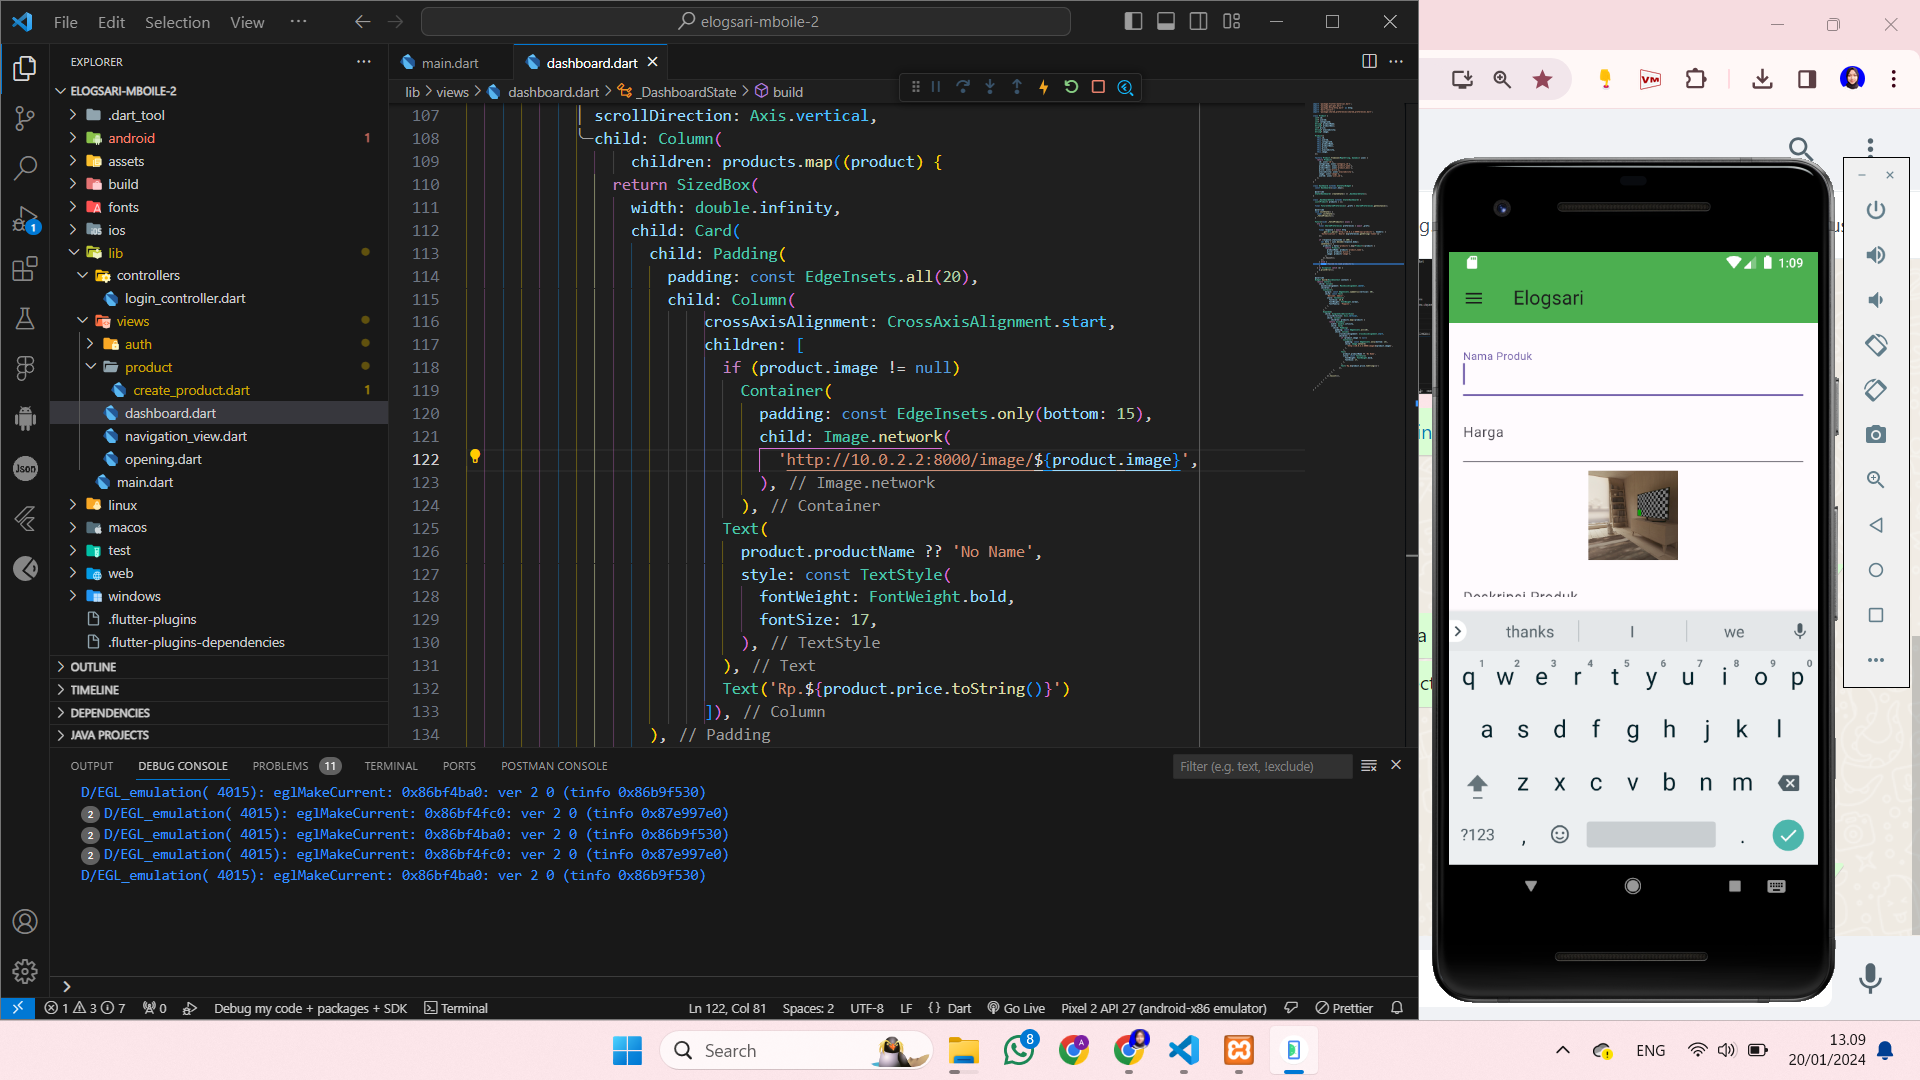 File Edit Selection View ··· elogsari-mboile-2
EXPLORER ···
ELOGSARI-MBOILE-2
.dart_tool
android 1
assets
build
fonts
ios
lib
controllers
login_controller.dart
views
auth
product
create_product.dart 1
dashboard.dart
navigation_view.dart
opening.dart
main.dart
linux
macos
test
web
windows
.flutter-plugins
.flutter-plugins-dependencies
OUTLINE
TIMELINE
DEPENDENCIES
JAVA PROJECTS
main.dart dashboard.dart
lib > views > dashboard.dart > _DashboardState > build
107 scrollDirection: Axis.vertical,
108 child: Column(
109 children: products.map((product) {
110 return SizedBox(
111 width: double.infinity,
112 child: Card(
113 child: Padding(
114 padding: const EdgeInsets.all(20),
115 child: Column(
116 crossAxisAlignment: CrossAxisAlignment.start,
117 children: [
118 if (product.image != null)
119 Container(
120 padding: const EdgeInsets.only(bottom: 15),
121 child: Image.network(
122 'http://10.0.2.2:8000/image/${product.image}',
123 ), // Image.network
124 ), // Container
125 Text(
126 product.productName ?? 'No Name',
127 style: const TextStyle(
128 fontWeight: FontWeight.bold,
129 fontSize: 17,
130 ), // TextStyle
131 ), // Text
132 Text('Rp.${product.price.toString()}')
133 ]), // Column
134 ), // Padding
OUTPUT DEBUG CONSOLE PROBLEMS 11 TERMINAL PORTS POSTMAN CONSOLE Filter (e.g. text, !exclude)
D/EGL_emulation( 4015): eglMakeCurrent: 0x86bf4ba0: ver 2 0 (tinfo 0x86b9f530)
2 D/EGL_emulation( 4015): eglMakeCurrent: 0x86bf4fc0: ver 2 0 (tinfo 0x87e997e0)
2 D/EGL_emulation( 4015): eglMakeCurrent: 0x86bf4ba0: ver 2 0 (tinfo 0x86b9f530)
2 D/EGL_emulation( 4015): eglMakeCurrent: 0x86bf4fc0: ver 2 0 (tinfo 0x87e997e0)
D/EGL_emulation( 4015): eglMakeCurrent: 0x86bf4ba0: ver 2 0 (tinfo 0x86b9f530)
1 3 7 0 Debug my code + packages + SDK Terminal Ln 122, Col 81 Spaces: 2 UTF-8 LF {} Dart Go Live Pixel 2 API 27 (android-x86 emulator) Prettier
1
Json
VM
1:09
Elogsari
Nama Produk
Harga
Deskripsi Produk
thanks I we
q1 w2 e3 r4 t5 y6 u7 i8 o9 p0
a s d f g h j k l
z x c v b n m
?123 , .
Search 8 A ENG 13.09
20/01/2024